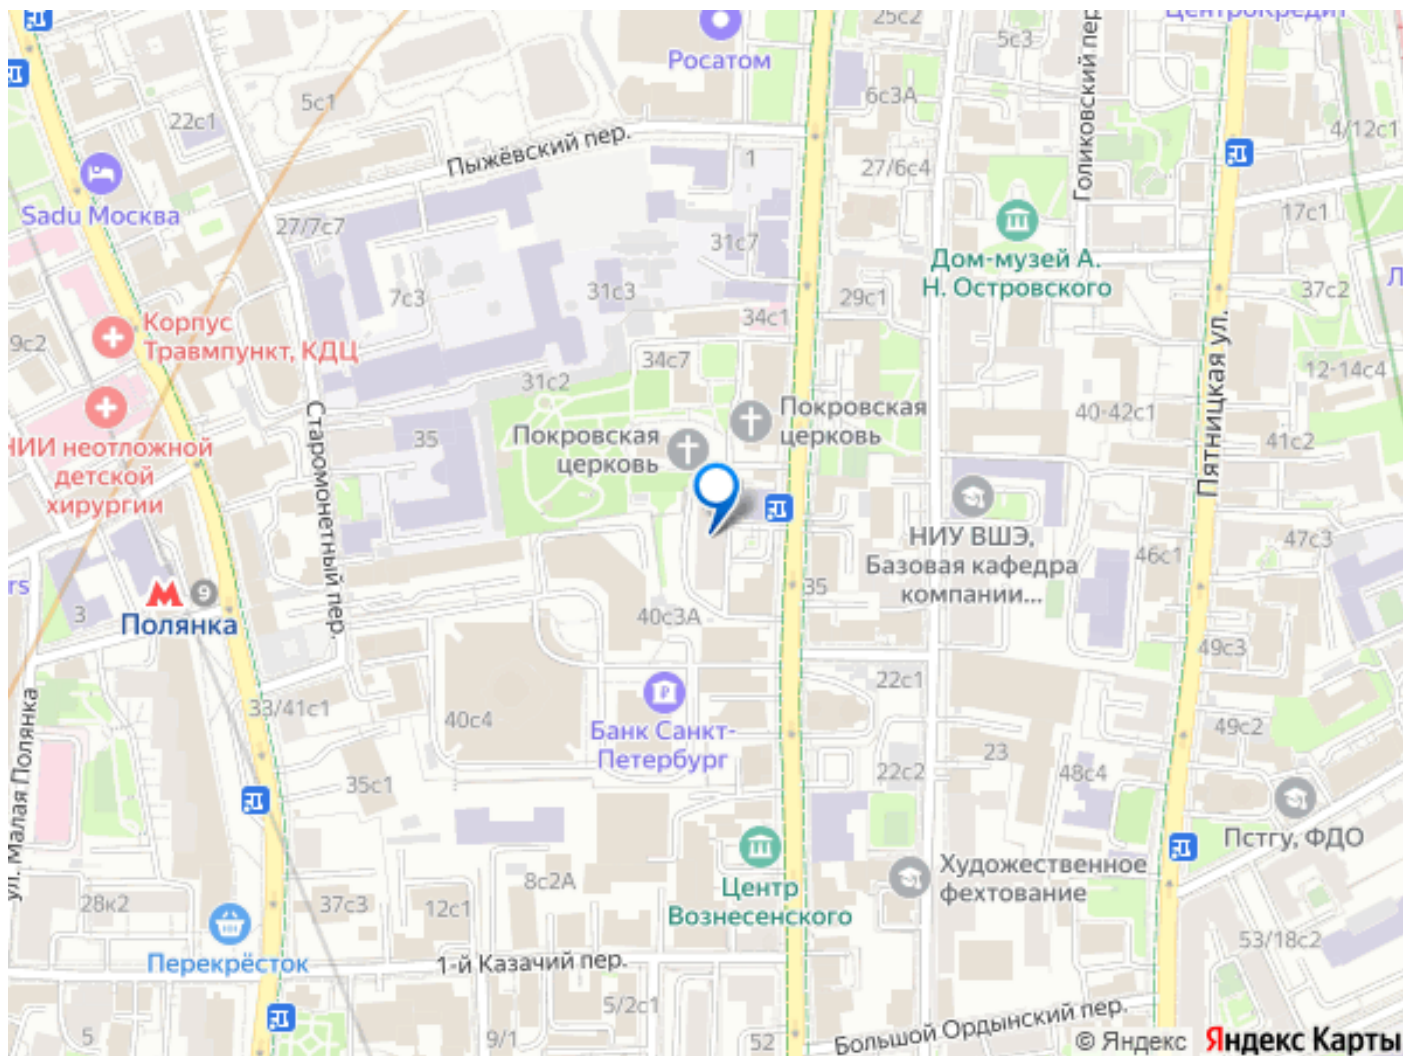 25с2
Центрокредит
5с3
Росатом
Голиковский пер.
5с1
6с3А
22с1
4/12с1
Пыжёвский пер.
1
27/6с4
Sadu Москва
27/7с7
17с1
31с7
Дом-музей А.
Н. Островского
7с3
31с3
29с1
37с2
Л
34с1
Корпус
Травмпункт, КДЦ
9с2
34с7
Пятницкая ул.
12-14с4
31с2
Старомонетный пер.
Покровская
церковь
40-42с1
35
Покровская
церковь
41с2
НИИ неотложной
детской
хирургии
НИУ ВШЭ,
Базовая кафедра
компании...
47с3
46с1
rs
9
3
Полянка
35
40с3А
49с3
22с1
ул. Малая Полянка
33/41с1
40с4
Банк Санкт-
Петербург
49с2
23
22с2
48с4
35с1
Пстгу, ФДО
Художественное
фехтование
8с2А
Центр
Вознесенского
28к2
37с3
12с1
53/18с2
Перекрёсток
1-й Казачий пер.
5/2с1
Большой Ордынский пер.
5
9/1
52
© Яндекс Яндекс Карты